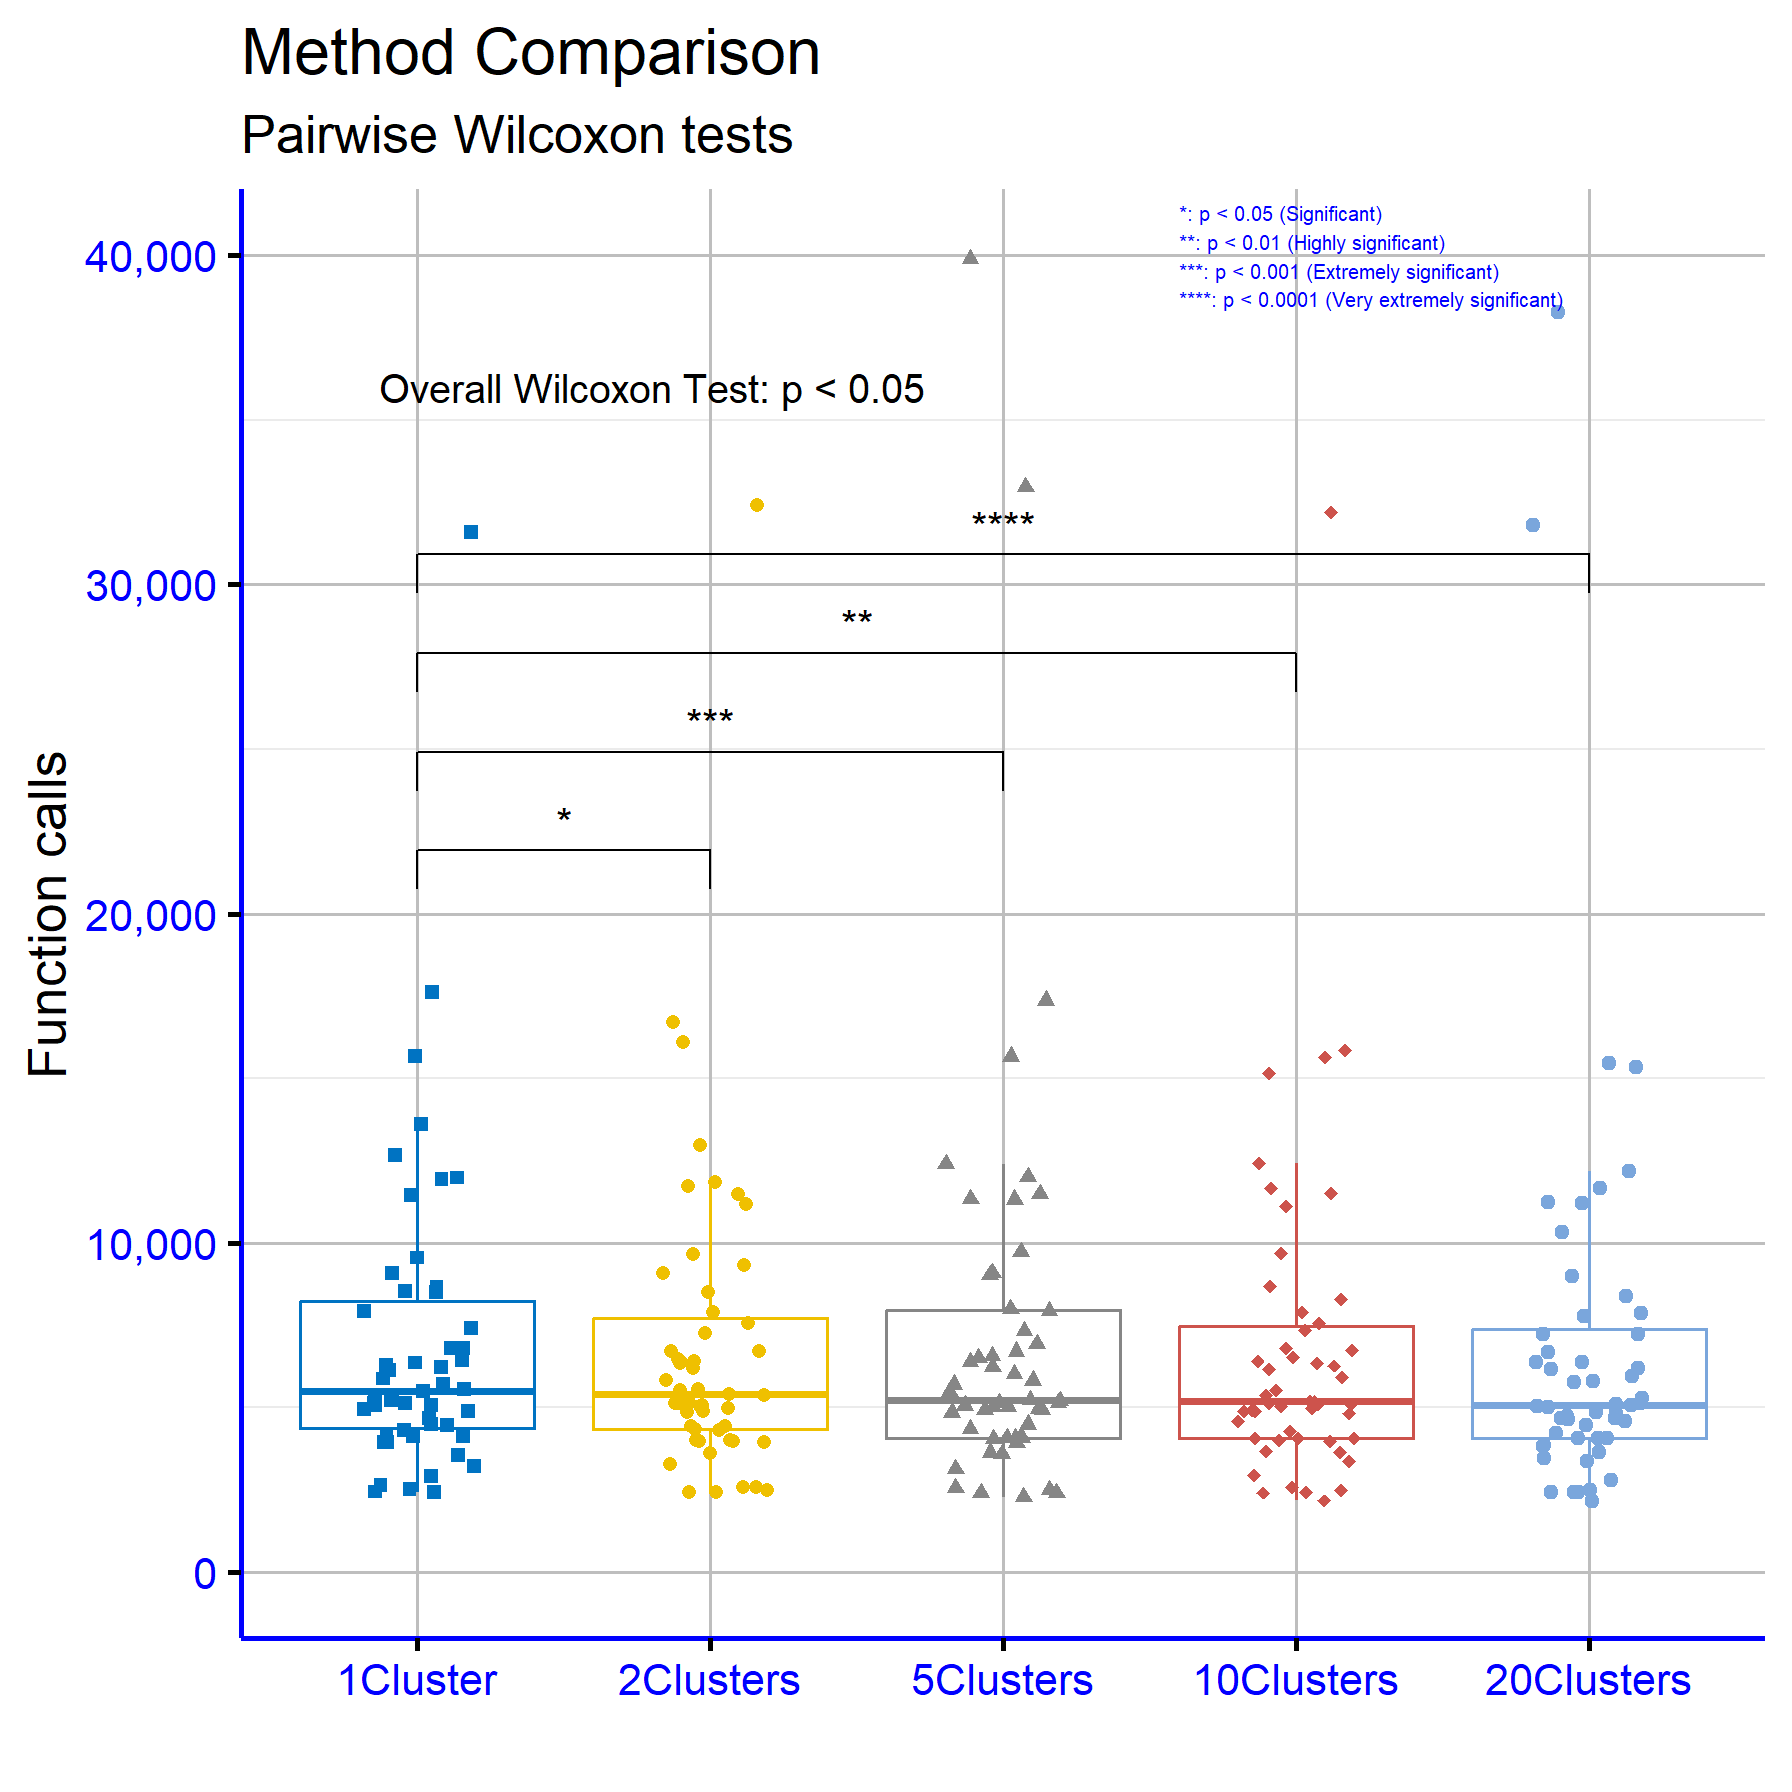 Method Comparison
Pairwise Wilcoxon tests
*: p < 0.05 (Significant)
**: p < 0.01 (Highly significant)
***: p < 0.001 (Extremely significant)
****: p < 0.0001 (Very extremely significant)
Overall Wilcoxon Test: p < 0.05
****
**
***
*
Function calls
40,000
30,000
20,000
10,000
0
1Cluster
2Clusters
5Clusters
10Clusters
20Clusters